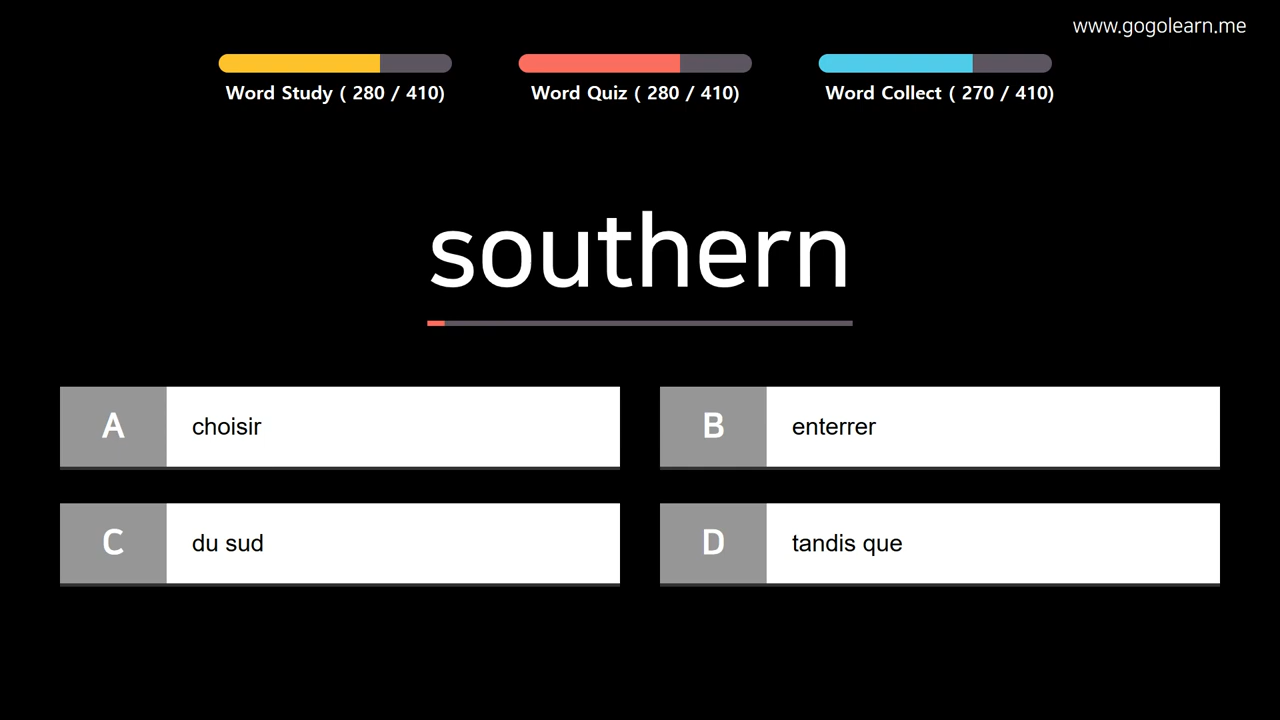 www.gogolearn.me
Word Study ( 280 / 410)
Word Quiz ( 280 / 410)
Word Collect ( 270 / 410)
southern
A choisir
B enterrer
C du sud
D tandis que